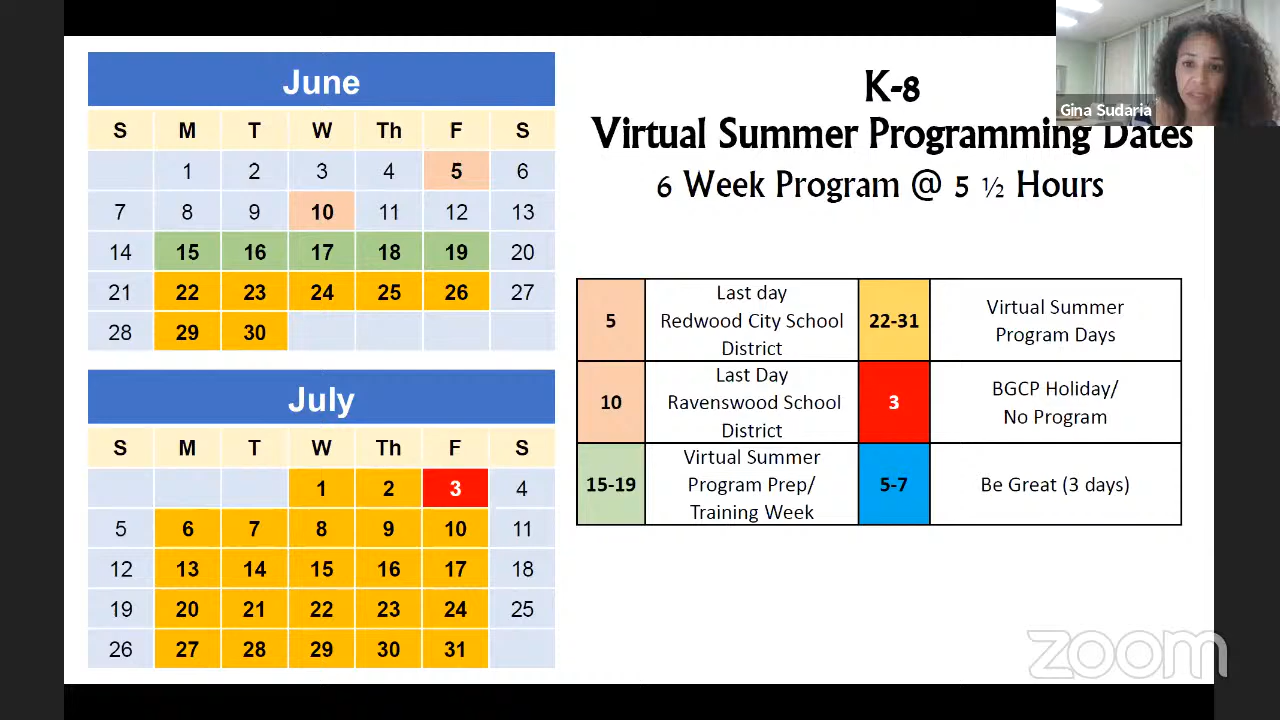 June
S M T W Th F S
1 2 3 4 5 6
7 8 9 10 11 12 13
14 15 16 17 18 19 20
21 22 23 24 25 26 27
28 29 30
July
S M T W Th F S
1 2 3 4
5 6 7 8 9 10 11
12 13 14 15 16 17 18
19 20 21 22 23 24 25
26 27 28 29 30 31
K-8
Virtual Summer Programming Dates
6 Week Program @ 5 ½ Hours
5
Last day
Redwood City School
District
22-31
Virtual Summer
Program Days
10
Last Day
Ravenswood School
District
3
BGCP Holiday/
No Program
15-19
Virtual Summer
Program Prep/
Training Week
5-7
Be Great (3 days)
Gina Sudaria
zoom